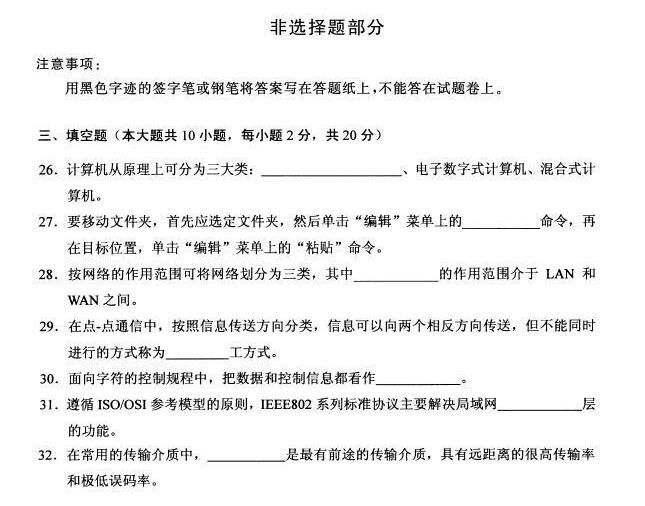 非选择题部分
注意事项：
用黑色字迹的签字笔或钢笔将答案写在答题纸上,不能答在试题卷上。
三、填空题（本大题共 10 小题，每小题 2 分，共 20 分）
26．计算机从原理上可分为三大类：____________、电子数字式计算机、混合式计
算机。
27．要移动文件夹，首先应选定文件夹，然后单击“编辑”菜单上的________命令，再
在目标位置，单击“编辑”菜单上的“粘贴”命令。
28．按网络的作用范围可将网络划分为三类，其中________的作用范围介于 LAN 和
WAN 之间。
29．在点-点通信中，按照信息传送方向分类，信息可以向两个相反方向传送，但不能同时
进行的方式称为________工方式。
30．面向字符的控制规程中，把数据和控制信息都看作________。
31．遵循 ISO/OSI 参考模型的原则，IEEE802 系列标准协议主要解决局域网________层
的功能。
32．在常用的传输介质中，________是最有前途的传输介质，具有远距离的很高传输率
和极低误码率。